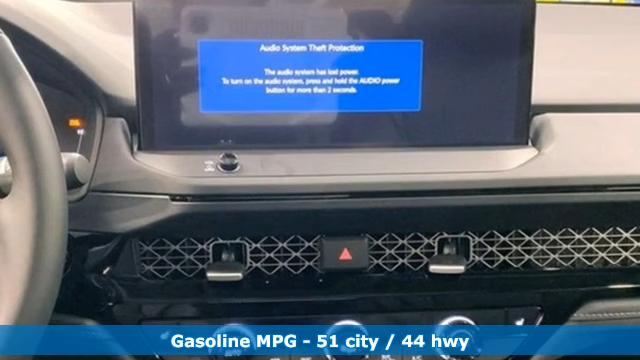 Audio System Theft Protection
The audio system has lost power.
To turn on the audio system, press and hold the AUDIO power
button for more than 2 seconds.
Gasoline MPG - 51 city / 44 hwy